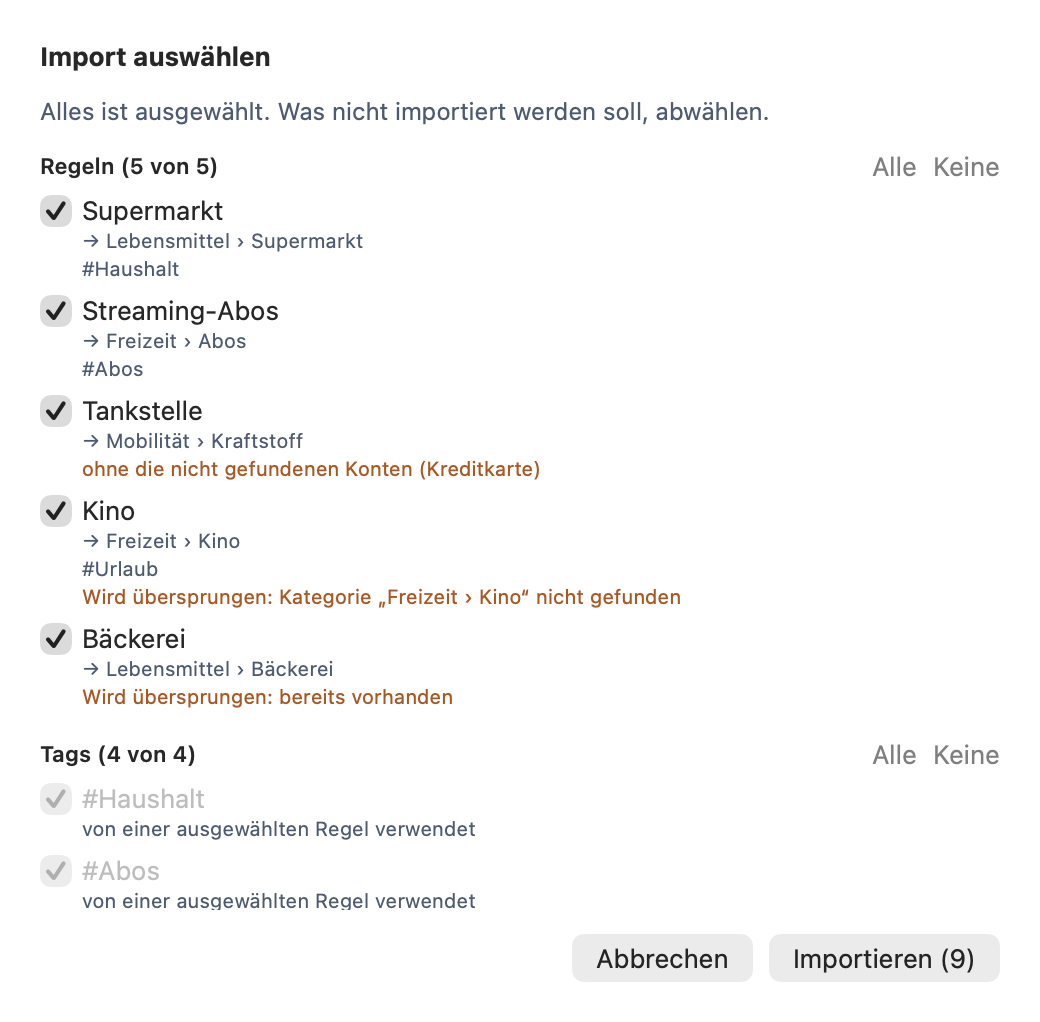 Import auswählen
Alles ist ausgewählt. Was nicht importiert werden soll, abwählen.
Regeln (5 von 5) Alle Keine
Supermarkt
→ Lebensmittel › Supermarkt
#Haushalt
Streaming-Abos
→ Freizeit › Abos
#Abos
Tankstelle
→ Mobilität › Kraftstoff
ohne die nicht gefundenen Konten (Kreditkarte)
Kino
→ Freizeit › Kino
#Urlaub
Wird übersprungen: Kategorie „Freizeit › Kino“ nicht gefunden
Bäckerei
→ Lebensmittel › Bäckerei
Wird übersprungen: bereits vorhanden
Tags (4 von 4) Alle Keine
#Haushalt
von einer ausgewählten Regel verwendet
#Abos
von einer ausgewählten Regel verwendet
Abbrechen Importieren (9)